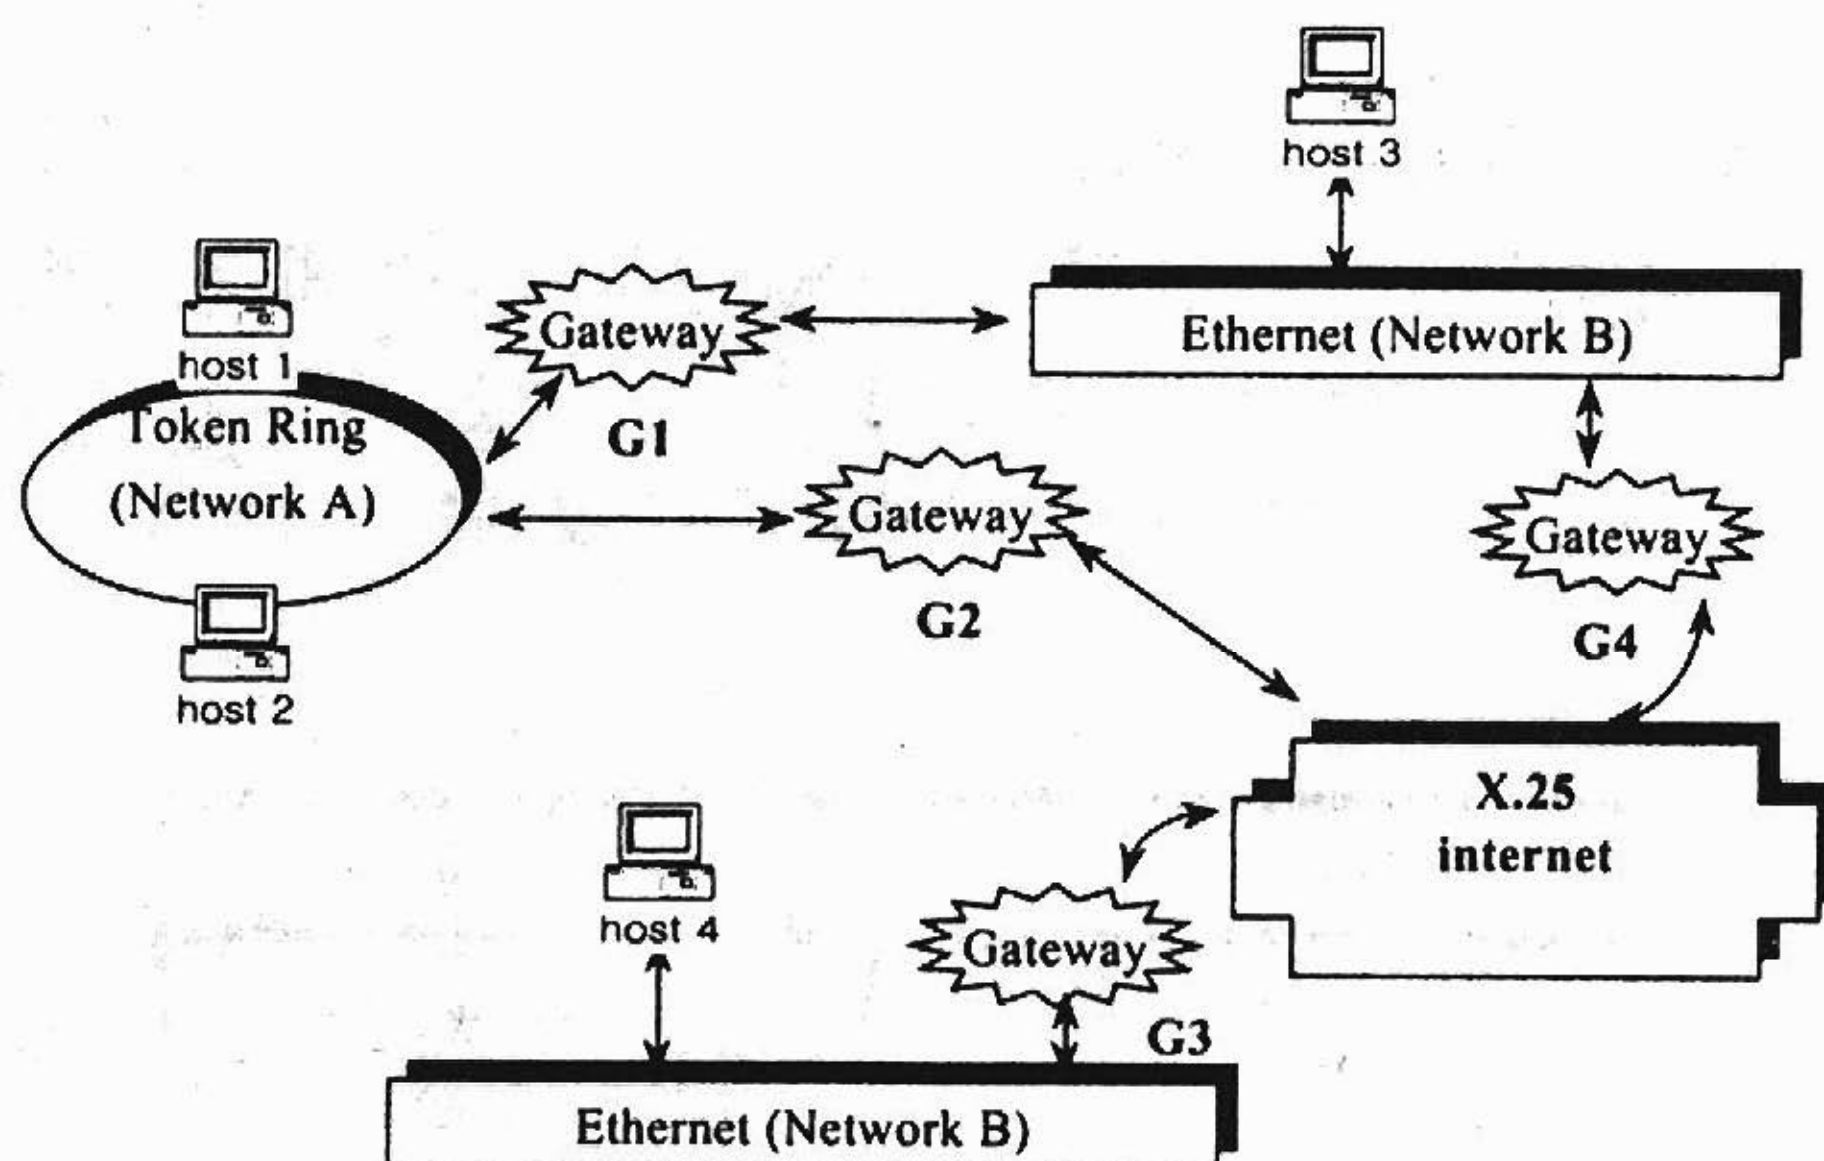 host 3
host 1
Gateway
Ethernet (Network B)
Token Ring
(Network A)
G1
Gateway
G2
Gateway
G4
host 2
X.25
internet
host 4
Gateway
G3
Ethernet (Network B)